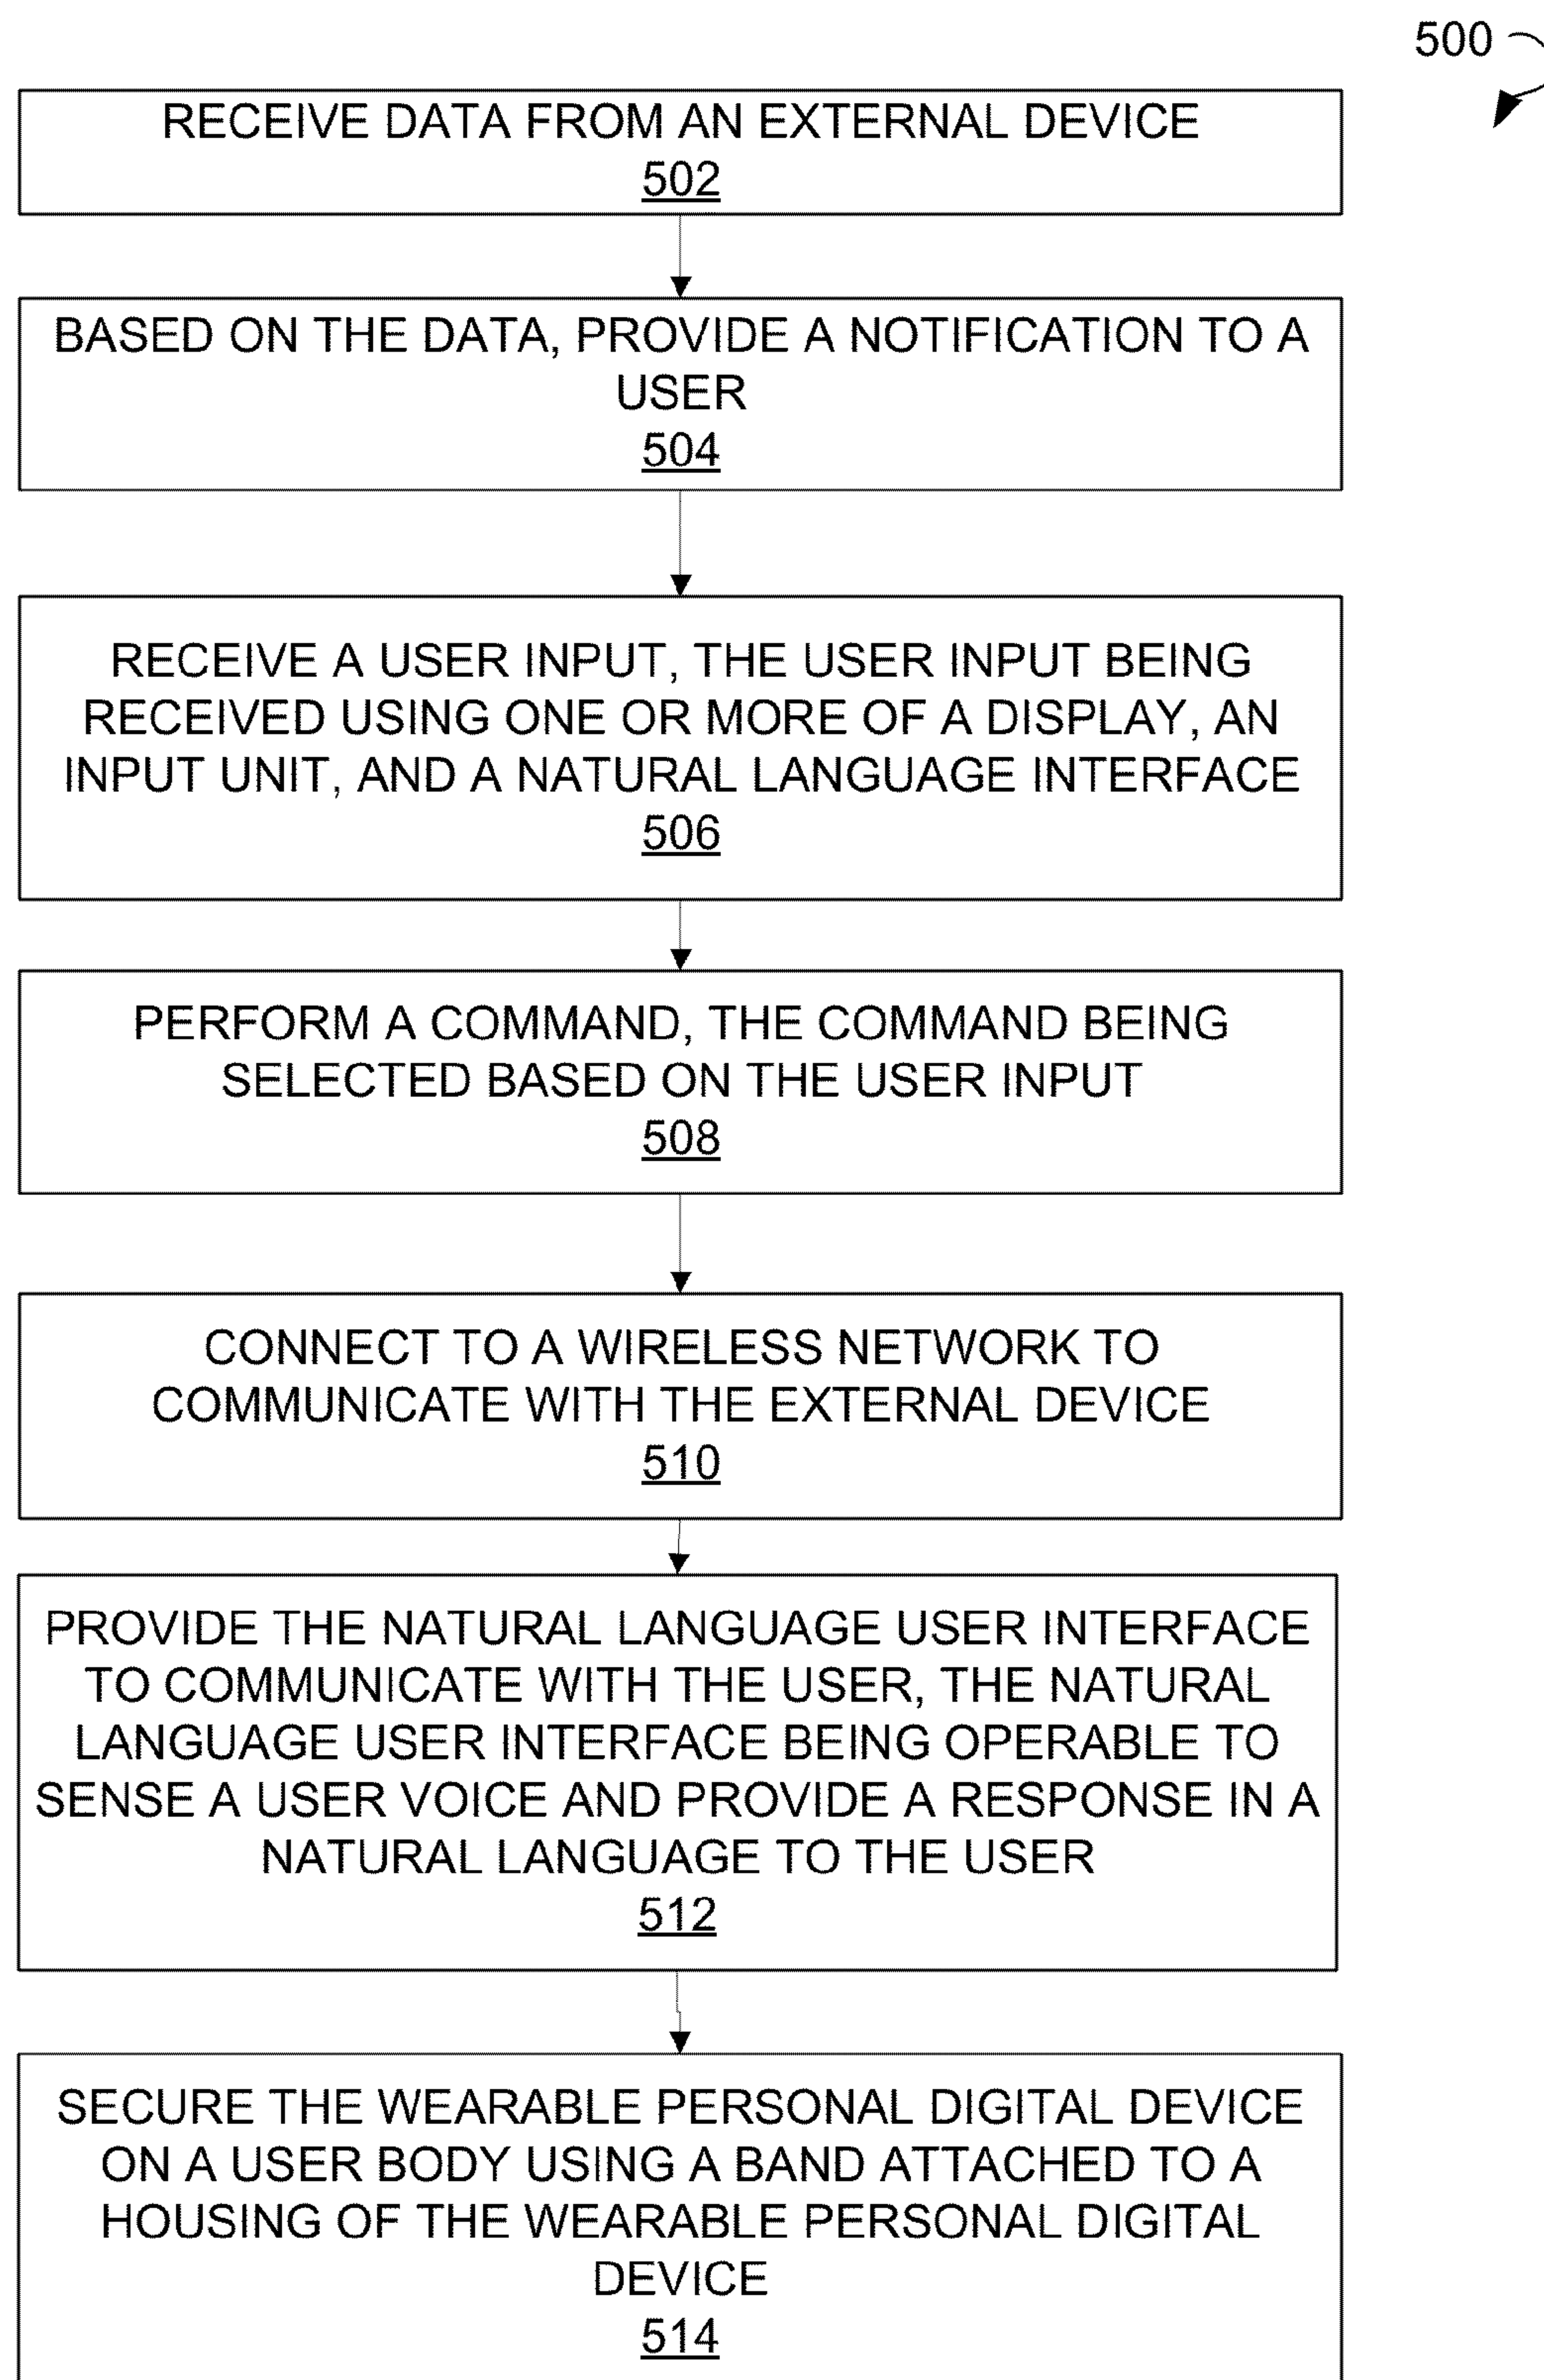 500
RECEIVE DATA FROM AN EXTERNAL DEVICE
502
BASED ON THE DATA, PROVIDE A NOTIFICATION TO A
USER
504
RECEIVE A USER INPUT, THE USER INPUT BEING
RECEIVED USING ONE OR MORE OF A DISPLAY, AN
INPUT UNIT, AND A NATURAL LANGUAGE INTERFACE
506
PERFORM A COMMAND, THE COMMAND BEING
SELECTED BASED ON THE USER INPUT
508
CONNECT TO A WIRELESS NETWORK TO
COMMUNICATE WITH THE EXTERNAL DEVICE
510
PROVIDE THE NATURAL LANGUAGE USER INTERFACE
TO COMMUNICATE WITH THE USER, THE NATURAL
LANGUAGE USER INTERFACE BEING OPERABLE TO
SENSE A USER VOICE AND PROVIDE A RESPONSE IN A
NATURAL LANGUAGE TO THE USER
512
SECURE THE WEARABLE PERSONAL DIGITAL DEVICE
ON A USER BODY USING A BAND ATTACHED TO A
HOUSING OF THE WEARABLE PERSONAL DIGITAL
DEVICE
514